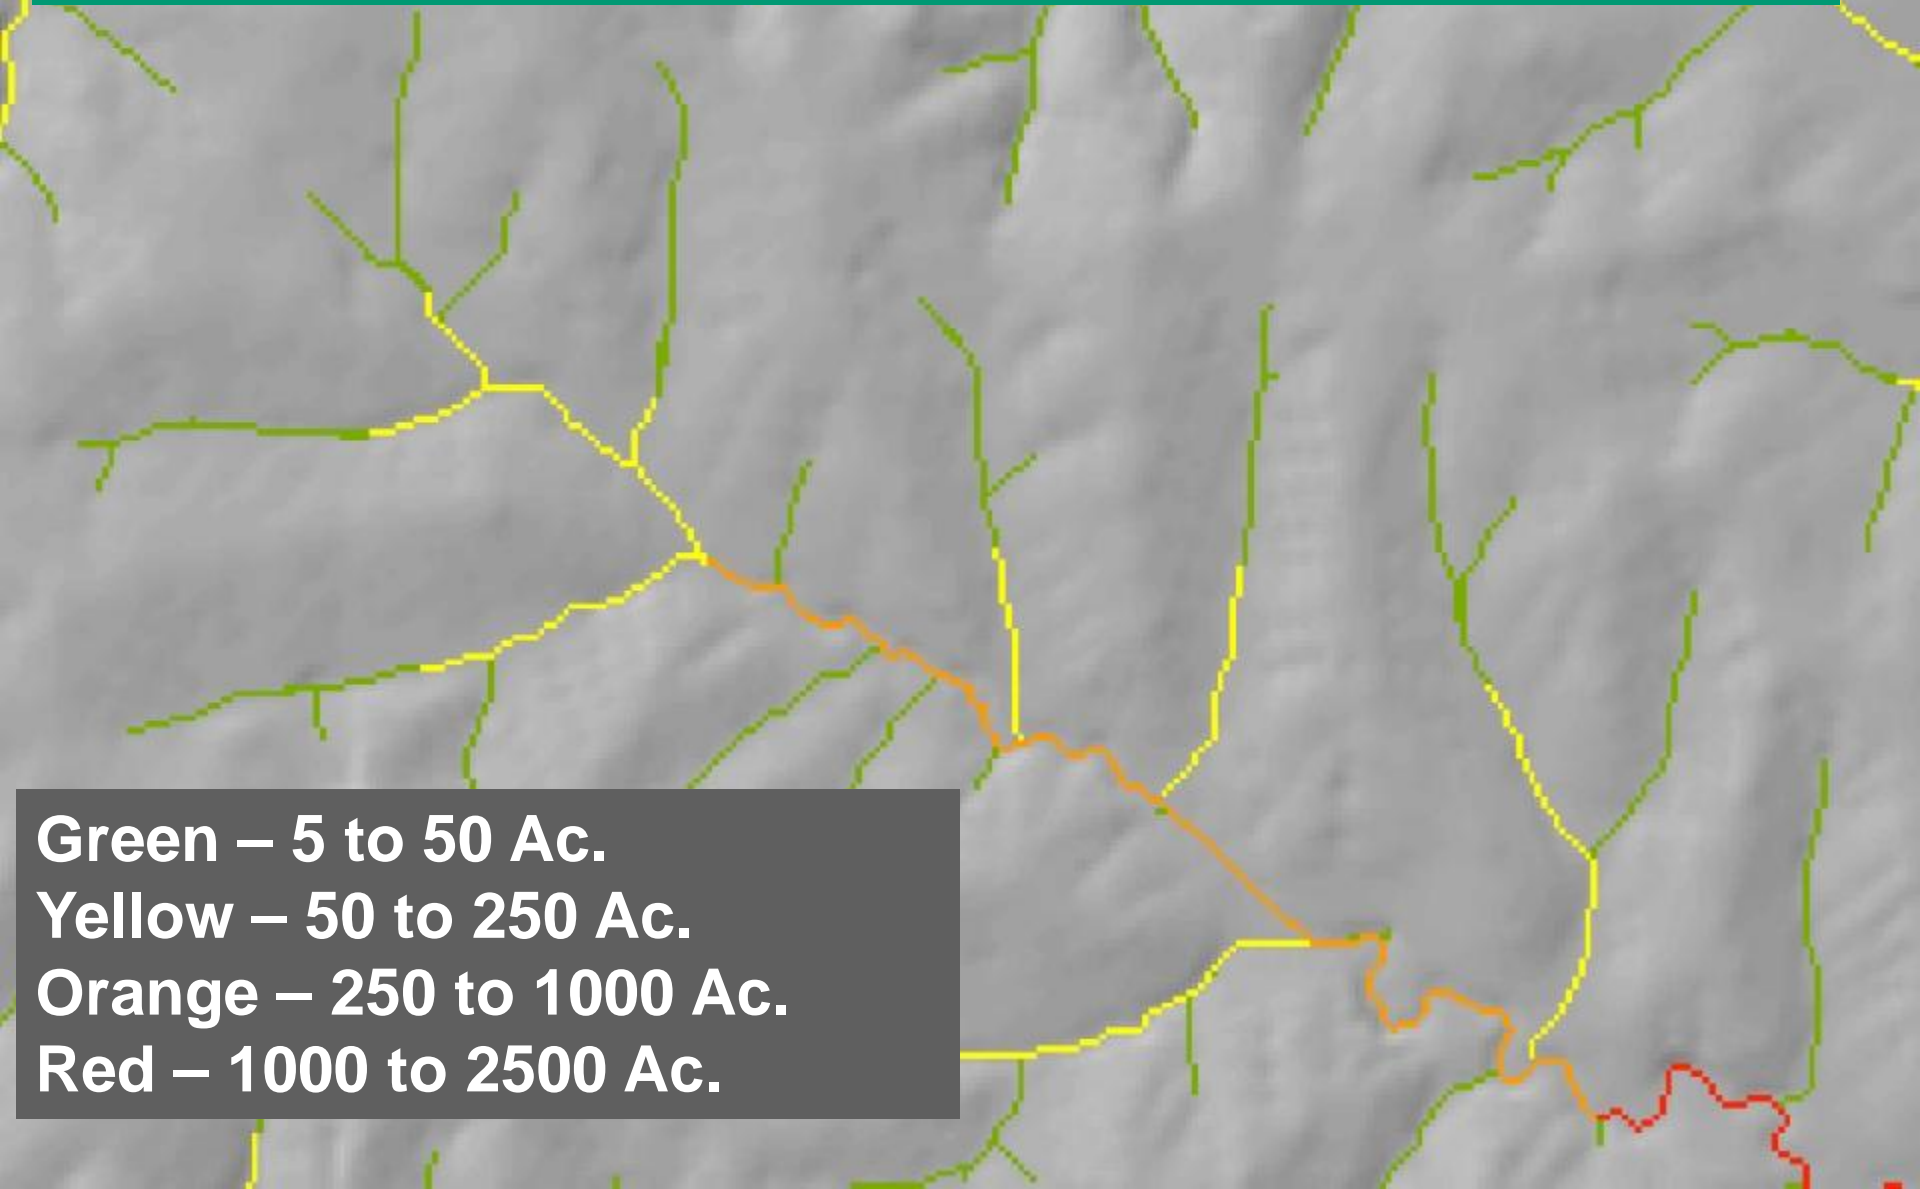 Green – 5 to 50 Ac.
Yellow – 50 to 250 Ac.
Orange – 250 to 1000 Ac.
Red – 1000 to 2500 Ac.